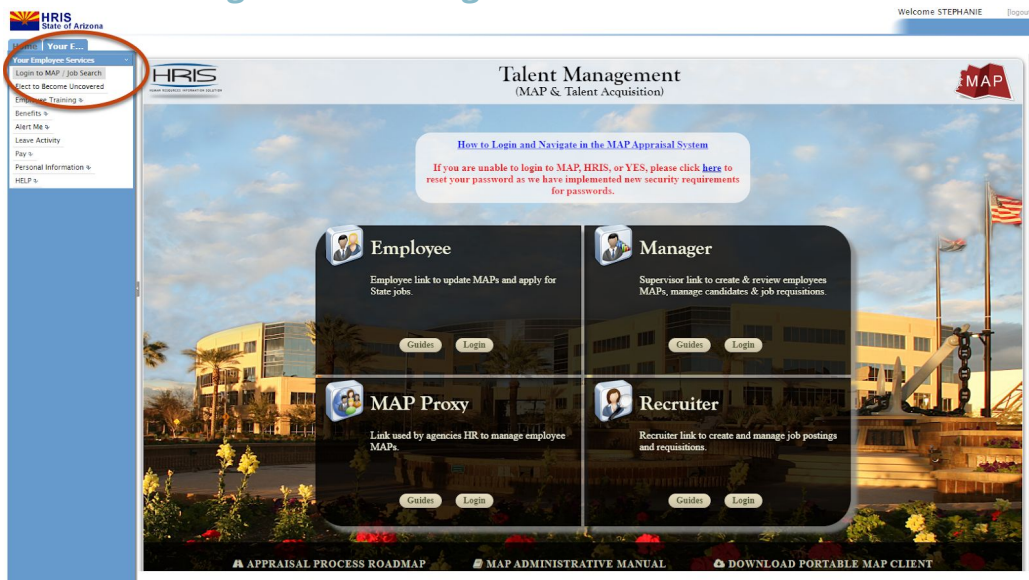 Welcome STEPHANIE
HRIS
State of Arizona
Home
Your E...
Your Employee Services
Login to MAP / Job Search
Elect to Become Uncovered
Employee Training
Benefits
Alert Me
Leave Activity
Pay
Personal Information
HELP
HRIS
HUMAN RESOURCES INFORMATION SOLUTION
Talent Management
(MAP & Talent Acquisition)
MAP
How to Login and Navigate in the MAP Appraisal System
If you are unable to login to MAP, HRIS, or YES, please click here to
reset your password as we have implemented new security requirements
for passwords.
Employee
Employee link to update MAPs and apply for
State jobs.
Guides
Login
Manager
Supervisor link to create & review employees
MAPs, manage candidates & job requisitions.
Guides
Login
MAP Proxy
Link used by agencies HR to manage employee
MAPs.
Guides
Login
Recruiter
Recruiter link to create and manage job postings
and requisitions.
Guides
Login
APPRAISAL PROCESS ROADMAP
MAP ADMINISTRATIVE MANUAL
DOWNLOAD PORTABLE MAP CLIENT